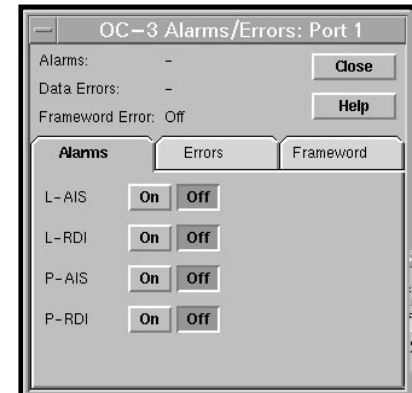 OC-3 Alarms/Errors: Port 1
Alarms: -
Close
Data Errors: -
Help
Frameword Error: Off
Alarms Errors Frameword
L-AIS On Off
L-RDI On Off
P-AIS On Off
P-RDI On Off